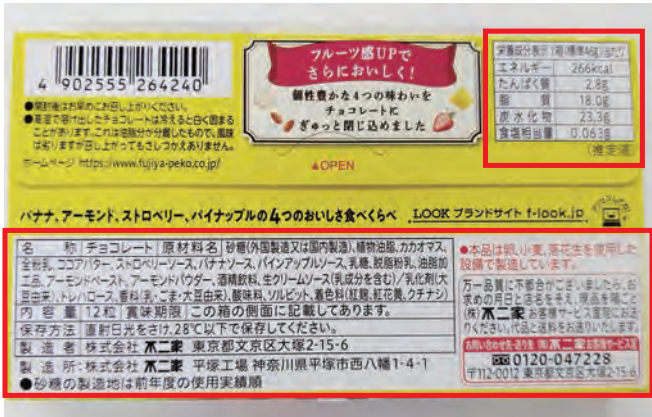 4 902555 264240
●開封後はお早めにお召し上がりください。
●高温で溶け出したチョコレートは冷えると白く固まる
ことがあります。これは油脂分が分離したもので、風味
は劣りますが召し上がってもさしつかえありません。
ホームページ https://www.fujiya-peko.co.jp/
フルーツ感UPで
さらにおいしく!
個性豊かな4つの味わいを
チョコレートに
ぎゅっと閉じ込めました
▲OPEN
栄養成分表示 1箱(標準46g)当たり
エネルギー 266kcal
たんぱく質 2.8g
脂質 18.0g
炭水化物 23.3g
食塩相当量 0.063g
(推定値)
バナナ、アーモンド、ストロベリー、パイナップルの4つのおいしさ食べくらべ LOOK ブランドサイト f-look.jp
名称 チョコレート 原材料名 砂糖(外国製造又は国内製造)、植物油脂、カカオマス、
全粉乳、ココアバター、ストロベリーソース、バナナソース、パインアップルソース、乳糖、脱脂粉乳、油脂加
工品、アーモンドペースト、アーモンドパウダー、洒精飲料、生クリームソース(乳成分を含む)/乳化剤(大
豆由来)、トレハロース、香料(乳・ごま・大豆由来)、酸味料、ソルビット、着色料(紅麹、紅花黄、クチナシ)
内容量 12粒 賞味期限 この箱の側面に記載してあります。
保存方法 直射日光をさけ、28℃以下で保存してください。
製造者 株式会社 不二家 東京都文京区大塚2-15-6
製造所:株式会社 不二家 平塚工場 神奈川県平塚市西八幡1-4-1
●砂糖の製造地は前年度の使用実績順
●本品は卵、小麦、落花生を使用した
設備で製造しています。
万一品質に不都合がございましたら、お
求めの月日と店名をそえ、現品を箱ごと
(株)不二家 お客様サービス室宛にお送
りください。代品と送料をお送りいたします。
お問い合わせ先・送り先 (株)不二家お客様サービス室
0120-047228
〒112-0012 東京都文京区大塚2-15-6